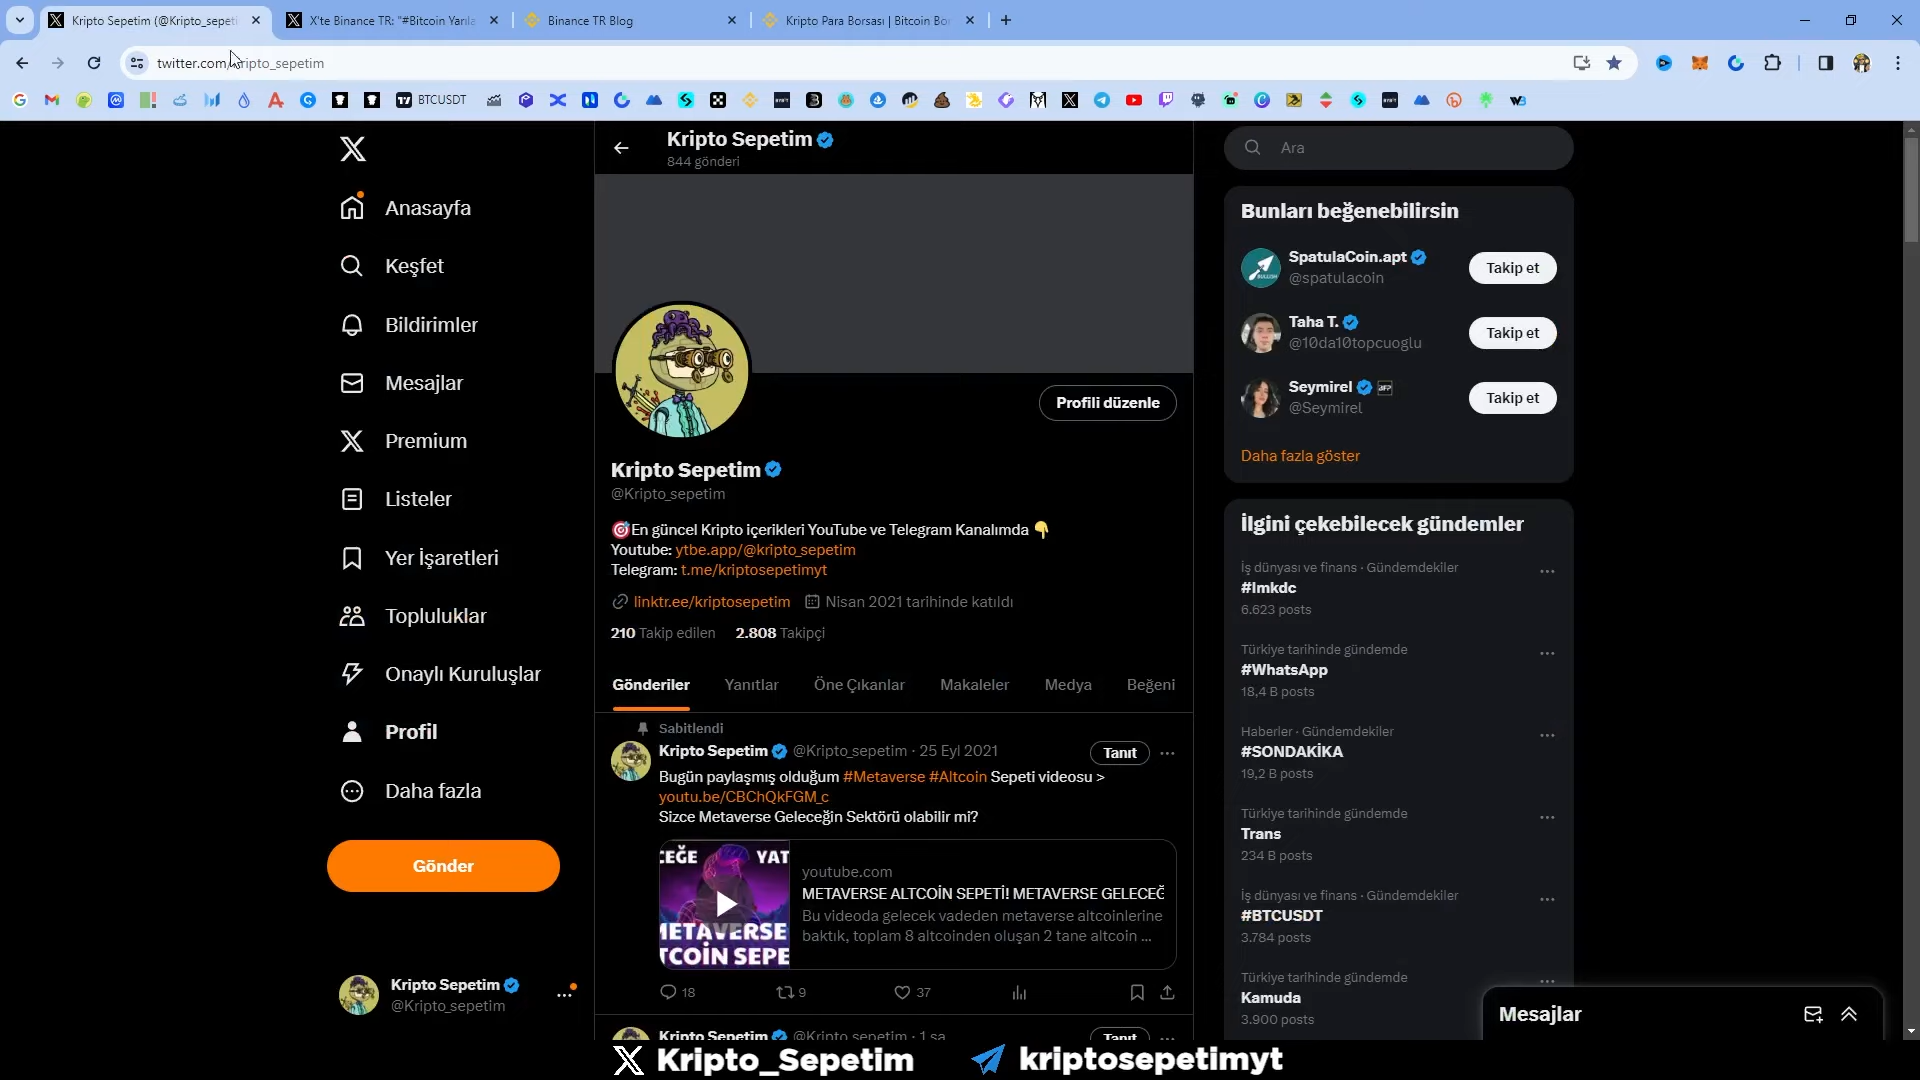 Kripto Sepetim (@Kripto_sepeti
X'te Binance TR: "#Bitcoin Yarıla
Binance TR Blog
Kripto Para Borsası | Bitcoin Bor
twitter.com/kripto_sepetim
BTCUSDT
Anasayfa
Keşfet
Bildirimler
Mesajlar
Premium
Listeler
Yer İşaretleri
Topluluklar
Onaylı Kuruluşlar
Profil
Daha fazla
Gönder
Kripto Sepetim
@Kripto_sepetim
Kripto Sepetim
844 gönderi
Profili düzenle
Kripto Sepetim
@Kripto_sepetim
🎯En güncel Kripto içerikleri YouTube ve Telegram Kanalımda 👇
Youtube: ytbe.app/@kripto_sepetim
Telegram: t.me/kriptosepetimyt
linktr.ee/kriptosepetim Nisan 2021 tarihinde katıldı
210 Takip edilen 2.808 Takipçi
Gönderiler Yanıtlar Öne Çıkanlar Makaleler Medya Beğeni
Sabitlendi
Kripto Sepetim @Kripto_sepetim · 25 Eyl 2021
Tanıt
Bugün paylaşmış olduğum #Metaverse #Altcoin Sepeti videosu >
youtu.be/CBChQkFGM_c
Sizce Metaverse Geleceğin Sektörü olabilir mi?
CEĞE YAT
METAVERSE
TCOİN SEPE
youtube.com
METAVERSE ALTCOİN SEPETİ! METAVERSE GELECEĞ
Bu videoda gelecek vadeden metaverse altcoinlerine
baktık, toplam 8 altcoinden oluşan 2 tane altcoin ...
18 9 37
Kripto Sepetim @Kripto_sepetim · 1 sa
Tanıt
Ara
Bunları beğenebilirsin
SpatulaCoin.apt
@spatulacoin
Takip et
Taha T.
@10da10topcuoglu
Takip et
Seymirel
@Seymirel
Takip et
Daha fazla göster
İlgini çekebilecek gündemler
İş dünyası ve finans · Gündemdekiler
#Imkdc
6.623 posts
Türkiye tarihinde gündemde
#WhatsApp
18,4 B posts
Haberler · Gündemdekiler
#SONDAKİKA
19,2 B posts
Türkiye tarihinde gündemde
Trans
234 B posts
İş dünyası ve finans · Gündemdekiler
#BTCUSDT
3.784 posts
Türkiye tarihinde gündemde
Kamuda
3.900 posts
Mesajlar
Kripto_Sepetim kriptosepetimyt